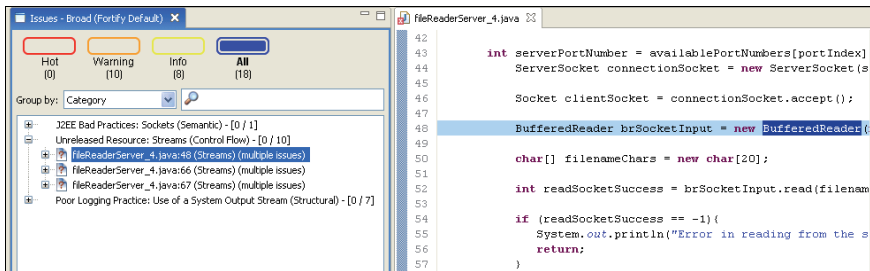 Issues - Broad (Fortify Default)
Hot
(0)
Warning
(10)
Info
(8)
All
(18)
Group by: Category
J2EE Bad Practices: Sockets (Semantic) - [0 / 1]
Unreleased Resource: Streams (Control Flow) - [0 / 10]
fileReaderServer_4.java:48 (Streams) (multiple issues)
fileReaderServer_4.java:66 (Streams) (multiple issues)
fileReaderServer_4.java:67 (Streams) (multiple issues)
Poor Logging Practice: Use of a System Output Stream (Structural) - [0 / 7]
fileReaderServer_4.java
42
43 int serverPortNumber = availablePortNumbers[portIndex]
44 ServerSocket connectionSocket = new ServerSocket(s
45
46 Socket clientSocket = connectionSocket.accept();
47
48 BufferedReader brSocketInput = new BufferedReader(
49
50 char[] filenameChars = new char[20];
51
52 int readSocketSuccess = brSocketInput.read(filenam
53
54 if (readSocketSuccess == -1){
55 System.out.println("Error in reading from the s
56 return;
57 }